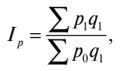 I_p = \frac{\sum p_1 q_1}{\sum p_0 q_1},